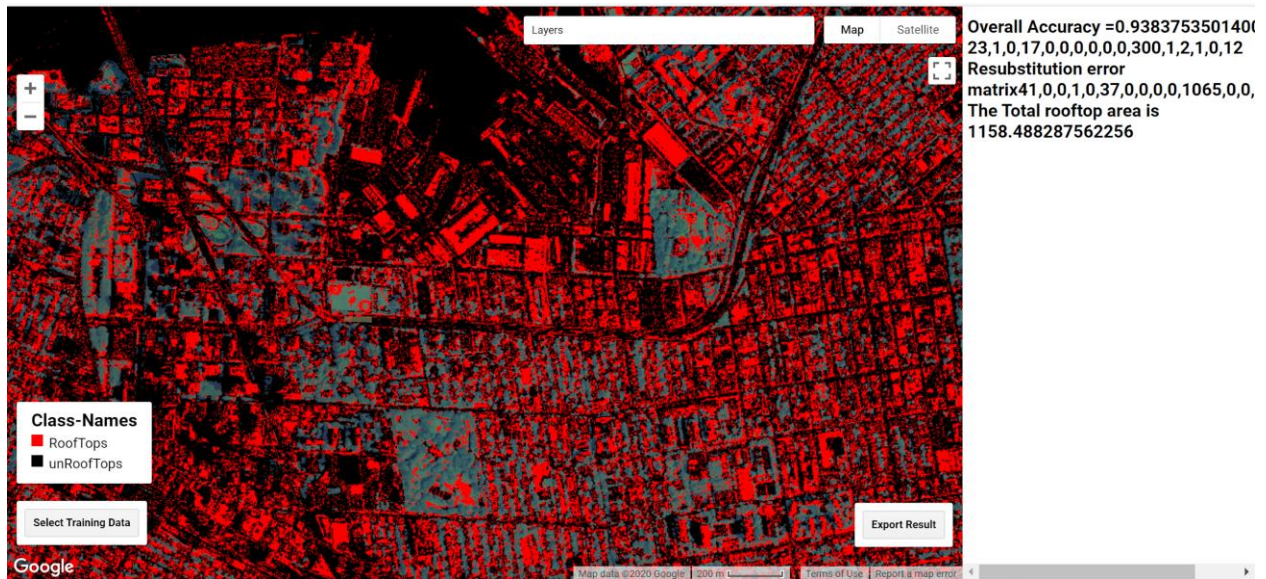 Layers
Map Satellite
+
−
Overall Accuracy =0.9383753501400
23,1,0,17,0,0,0,0,0,0,300,1,2,1,0,12
Resubstitution error
matrix41,0,0,1,0,37,0,0,0,0,1065,0,0,
The Total rooftop area is
1158.488287562256
Class-Names
RoofTops
unRoofTops
Select Training Data
Export Result
Google
Map data ©2020 Google 200 m Terms of Use Report a map error